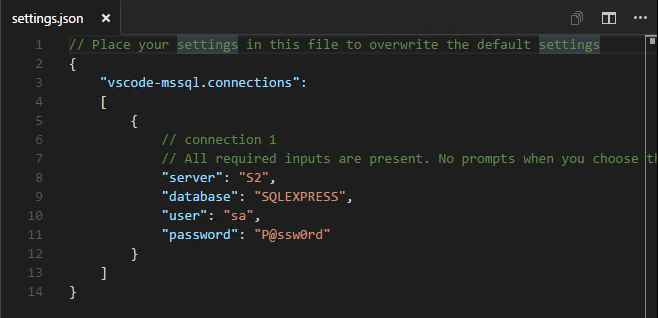 settings.json
1 // Place your settings in this file to overwrite the default settings
2 {
3 "vscode-mssql.connections":
4 [
5 {
6 // connection 1
7 // All required inputs are present. No prompts when you choose
8 "server": "S2",
9 "database": "SQLEXPRESS",
10 "user": "sa",
11 "password": "P@ssw0rd"
12 }
13 ]
14 }